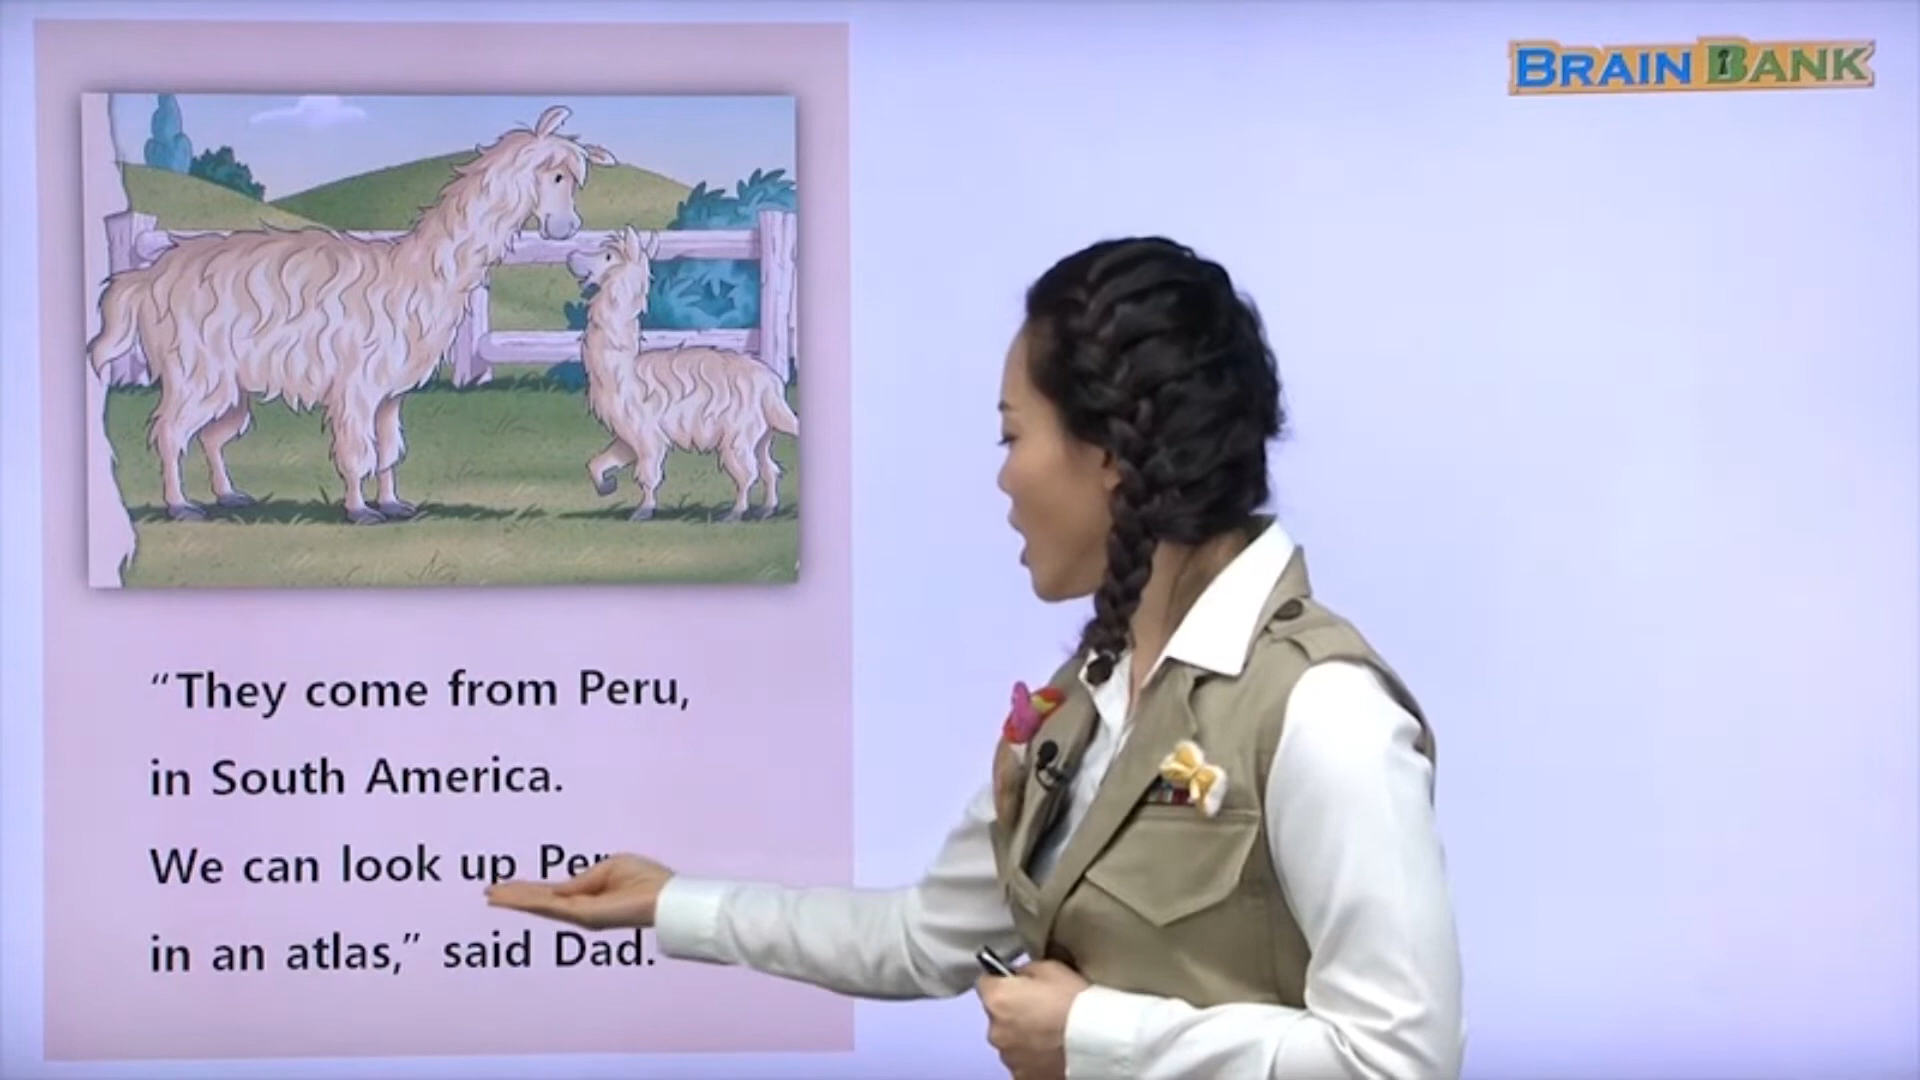 BRAIN BANK
“They come from Peru,
in South America.
We can look up
in an atlas,” said Dad.